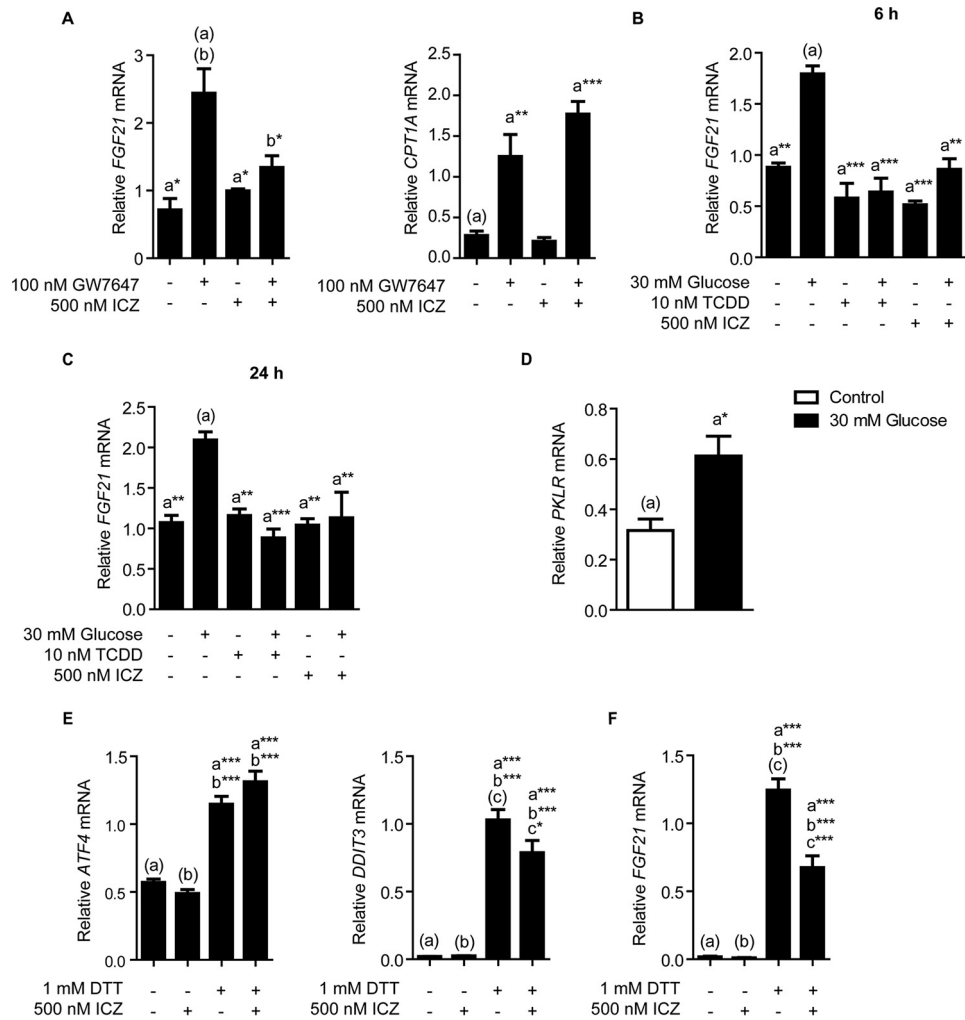 A
Relative FGF21 mRNA
3
2
1
0
a*
(a)
(b)
a*
b*
100 nM GW7647 - + - +
500 nM ICZ - - + +
Relative CPT1A mRNA
2.5
2.0
1.5
1.0
0.5
0.0
(a)
a**
a***
- + - +
- - + +
B
6 h
Relative FGF21 mRNA
2.0
1.5
1.0
0.5
0.0
a**
(a)
a***
a***
a***
a**
30 mM Glucose - + - + - +
10 nM TCDD - - + + - -
500 nM ICZ - - - - + +
C
24 h
Relative FGF21 mRNA
2.5
2.0
1.5
1.0
0.5
0.0
a**
(a)
a**
a***
a**
a**
30 mM Glucose - + - + - +
10 nM TCDD - - + + - -
500 nM ICZ - - - - + +
D
Relative PKLR mRNA
0.8
0.6
0.4
0.2
0.0
(a)
a*
Control
30 mM Glucose
E
Relative ATF4 mRNA
1.5
1.0
0.5
0.0
(a)
(b)
a***
b***
a***
b***
1 mM DTT - - + +
500 nM ICZ - + - +
Relative DDIT3 mRNA
1.5
1.0
0.5
0.0
(a)
(b)
a***
b***
(c)
a***
b***
c*
1 mM DTT - - + +
500 nM ICZ - + - +
F
Relative FGF21 mRNA
1.5
1.0
0.5
0.0
(a)
(b)
a***
b***
(c)
a***
b***
c***
1 mM DTT - - + +
500 nM ICZ - + - +